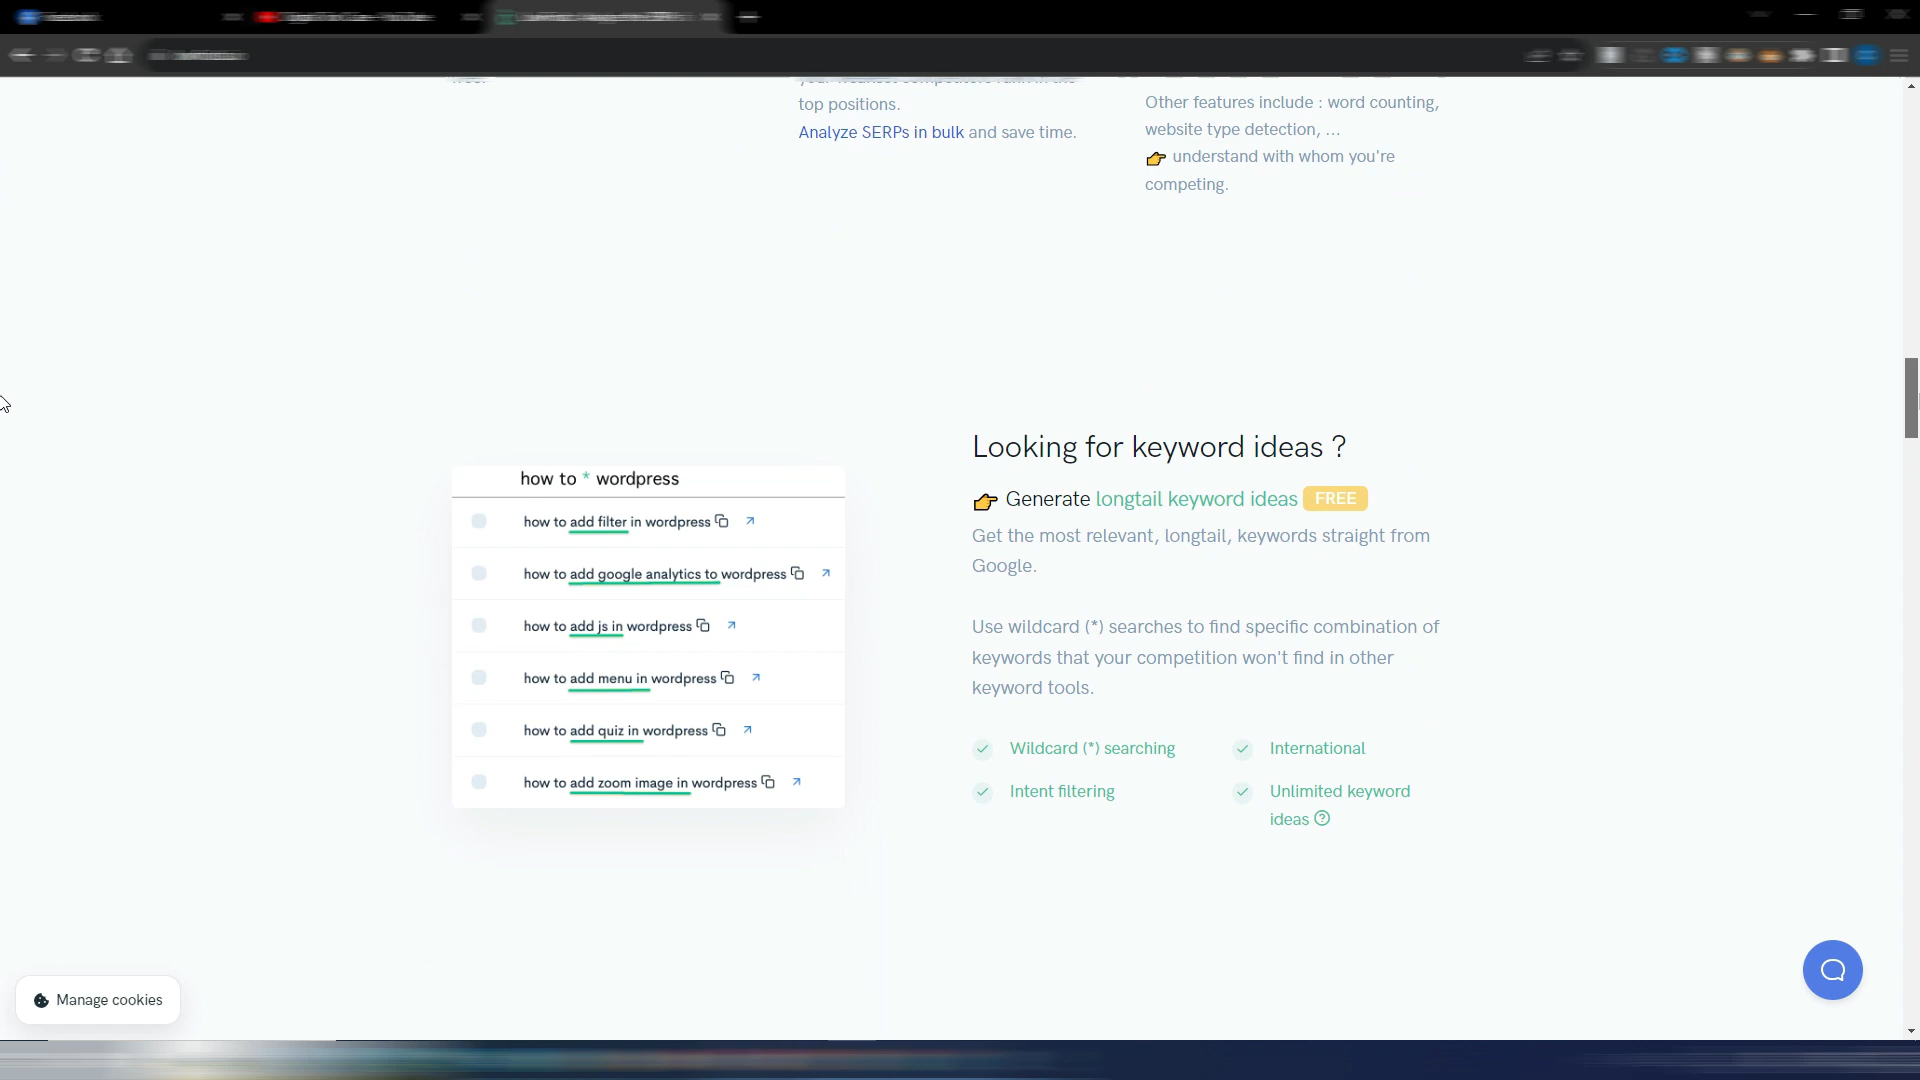 top positions.
Analyze SERPs in bulk and save time.
Other features include : word counting,
website type detection, ...
👉 understand with whom you're
competing.
how to * wordpress
how to add filter in wordpress
how to add google analytics to wordpress
how to add js in wordpress
how to add menu in wordpress
how to add quiz in wordpress
how to add zoom image in wordpress
Looking for keyword ideas ?
👉 Generate longtail keyword ideas FREE
Get the most relevant, longtail, keywords straight from
Google.
Use wildcard (*) searches to find specific combination of
keywords that your competition won't find in other
keyword tools.
Wildcard (*) searching
International
Intent filtering
Unlimited keyword
ideas
Manage cookies